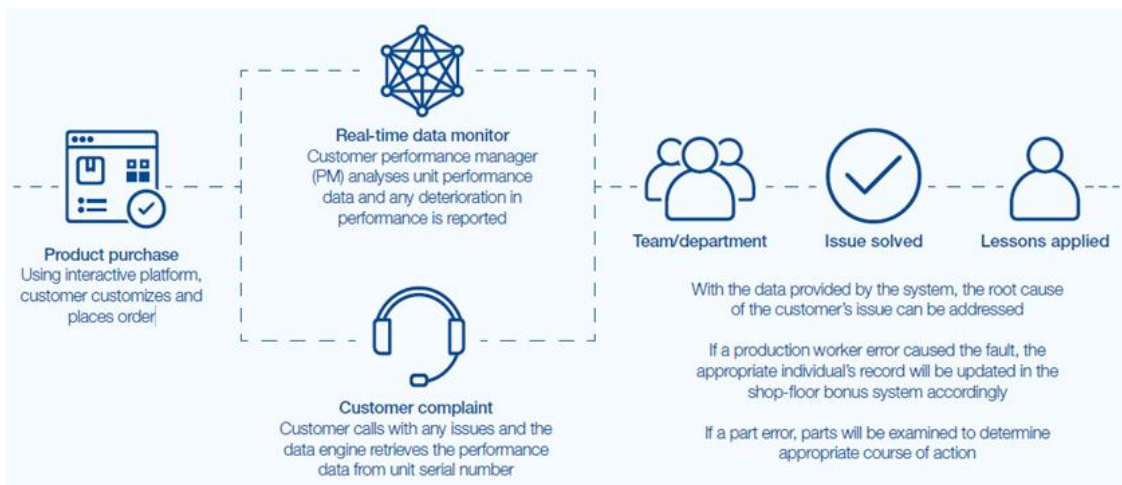 Product purchase
Using interactive platform,
customer customizes and
places order
Real-time data monitor
Customer performance manager
(PM) analyses unit performance
data and any deterioration in
performance is reported
Customer complaint
Customer calls with any issues and the
data engine retrieves the performance
data from unit serial number
Team/department
Issue solved
Lessons applied
With the data provided by the system, the root cause
of the customer's issue can be addressed
If a production worker error caused the fault, the
appropriate individual's record will be updated in the
shop-floor bonus system accordingly
If a part error, parts will be examined to determine
appropriate course of action